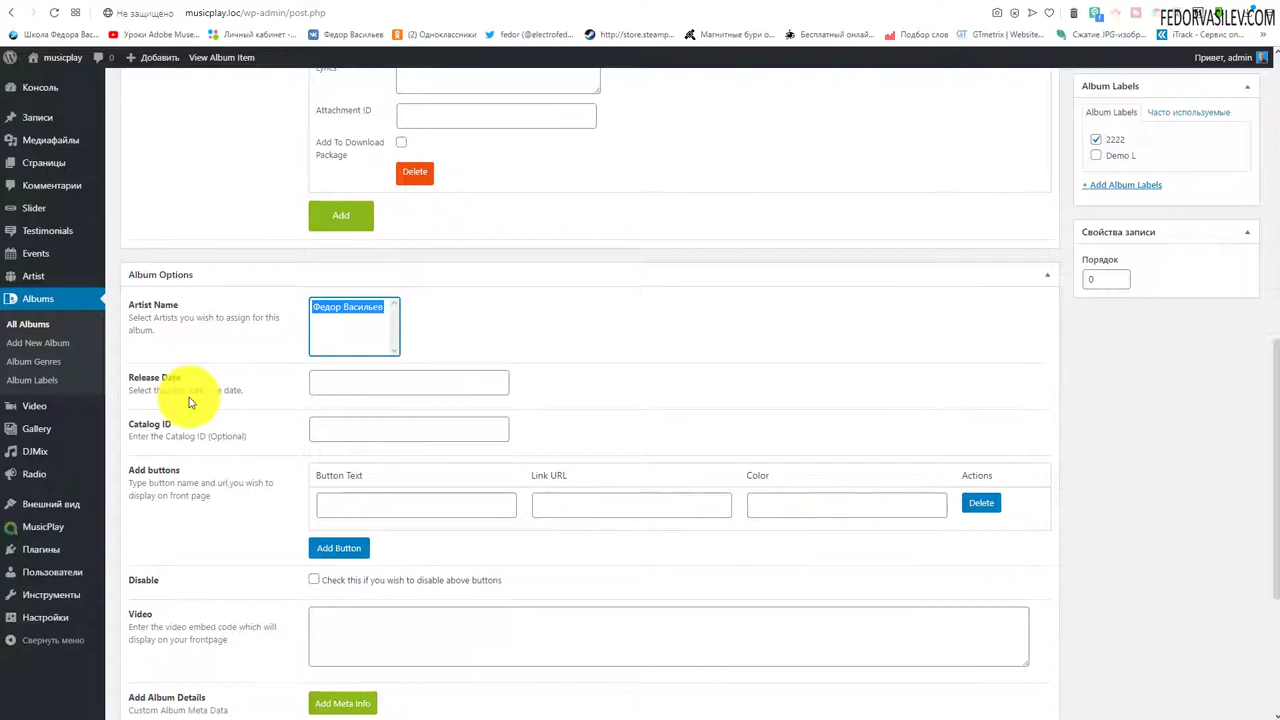 Не защищено musicplay.loc/wp-admin/post.php
FEDORVASILEV.COM
Школа Федора Ва... Уроки Adobe Muse... Личный кабинет -... Федор Васильев (2) Одноклассники fedor (@electrofed... http://store.steamp... Магнитные бури о... Бесплатный онлай... Подбор слов GTmetrix | Website... Сжатие JPG-изобр... iTrack - Сервис оп...
musicplay 0 Добавить View Album Item Привет, admin
Консоль
Записи
Медиафайлы
Страницы
Комментарии
Slider
Testimonials
Events
Artist
Albums
All Albums
Add New Album
Album Genres
Album Labels
Video
Gallery
DJMix
Radio
Внешний вид
MusicPlay
Плагины
Пользователи
Инструменты
Настройки
Свернуть меню
Lyrics
Attachment ID
Add To Download
Package
Delete
Add
Album Options
Artist Name
Select Artists you wish to assign for this
album.
Федор Васильев
Release Date
Select the date.
Catalog ID
Enter the Catalog ID (Optional)
Add buttons
Type button name and url,you wish to
display on front page
Button Text Link URL Color Actions
Delete
Add Button
Disable
Check this if you wish to disable above buttons
Video
Enter the video embed code which will
display on your frontpage
Add Album Details
Custom Album Meta Data
Add Meta Info
Album Labels
Album Labels Часто используемые
2222
Demo L
+ Add Album Labels
Свойства записи
Порядок
0